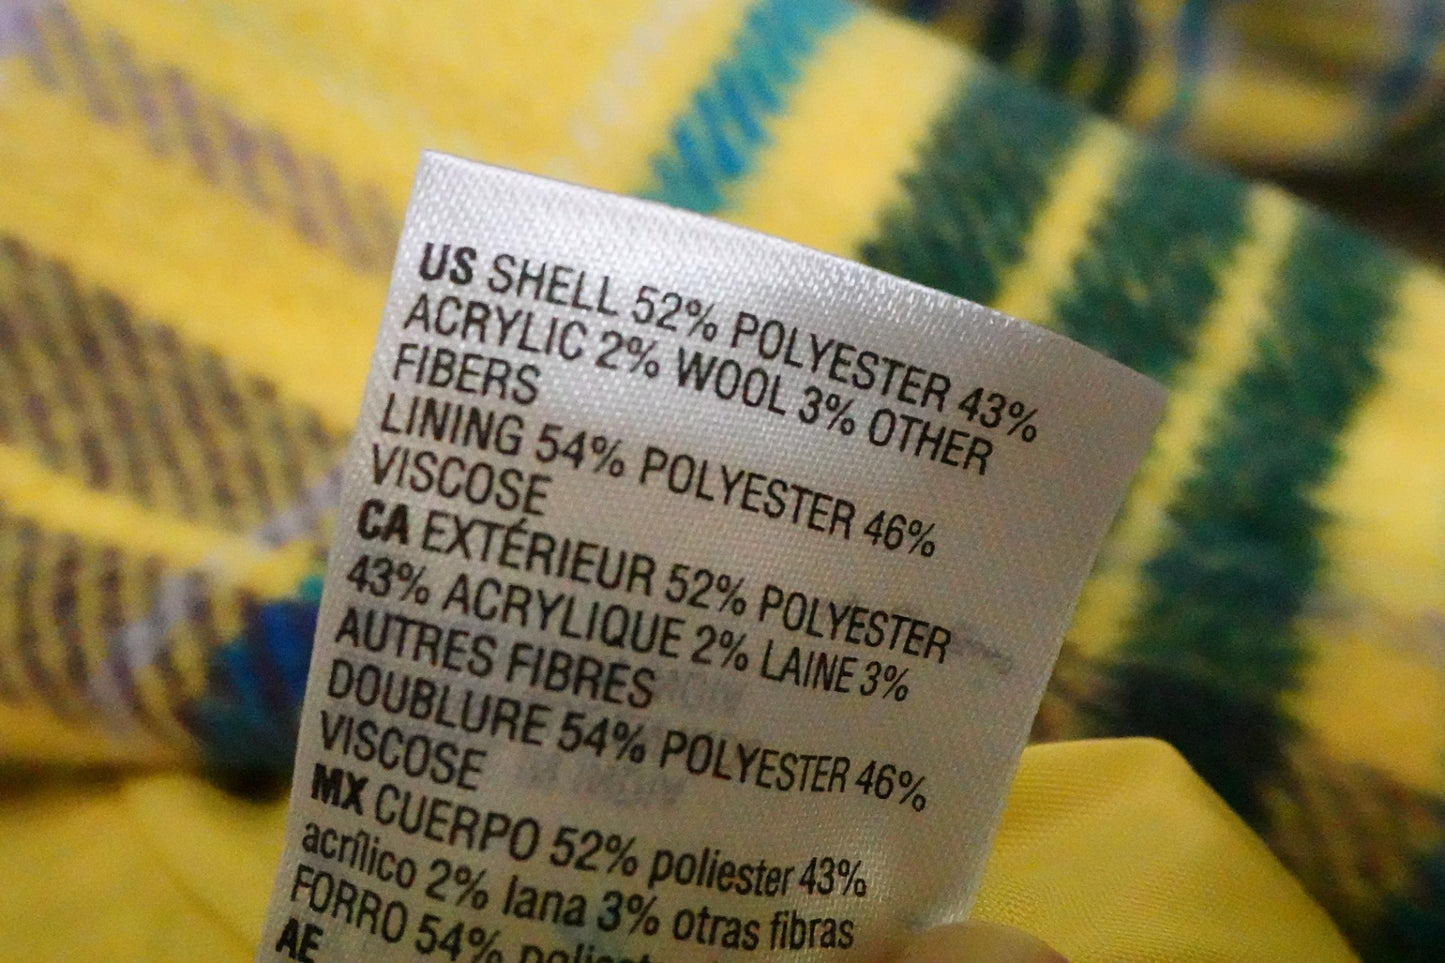 US SHELL 52% POLYESTER 43%
ACRYLIC 2% WOOL 3% OTHER
FIBERS
LINING 54% POLYESTER 46%
VISCOSE
CA EXTÉRIEUR 52% POLYESTER
43% ACRYLIQUE 2% LAINE 3%
AUTRES FIBRES
DOUBLURE 54% POLYESTER 46%
VISCOSE
MX CUERPO 52% poliester 43%
acrílico 2% lana 3% otras fibras
FORRO 54%
AE